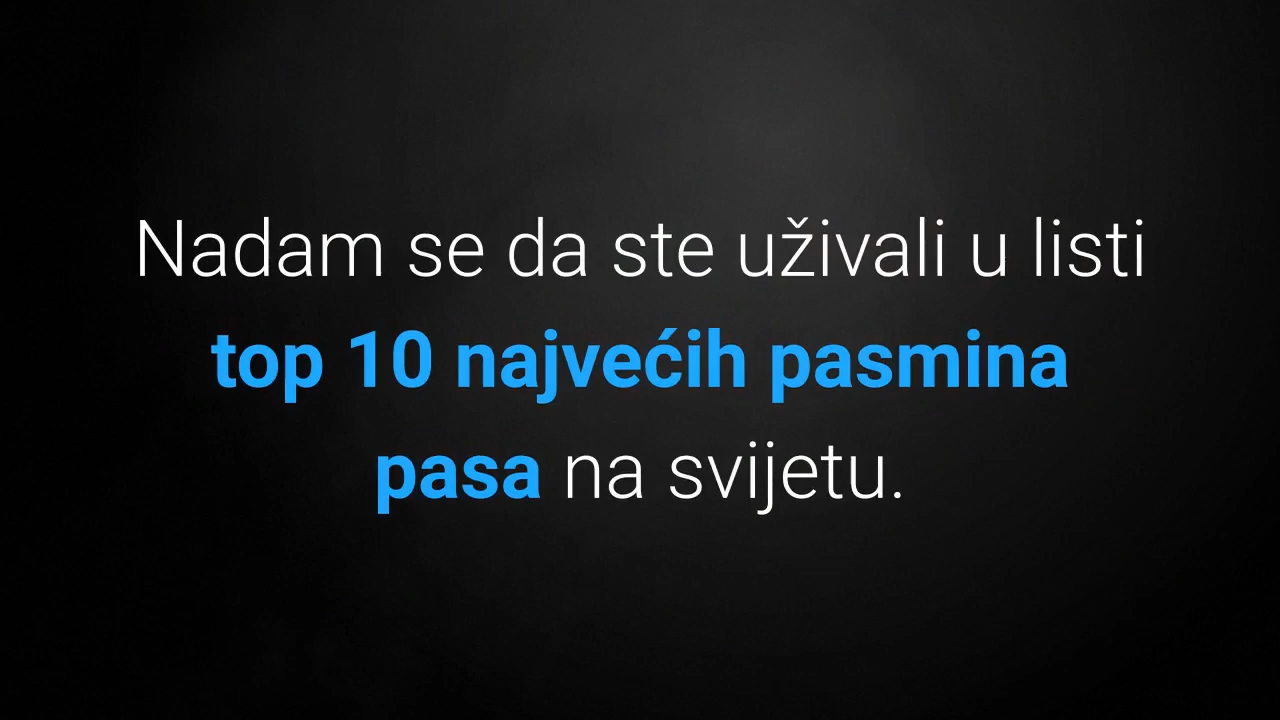 Nadam se da ste uživali u listi
top 10 najvećih pasmina
pasa na svijetu.